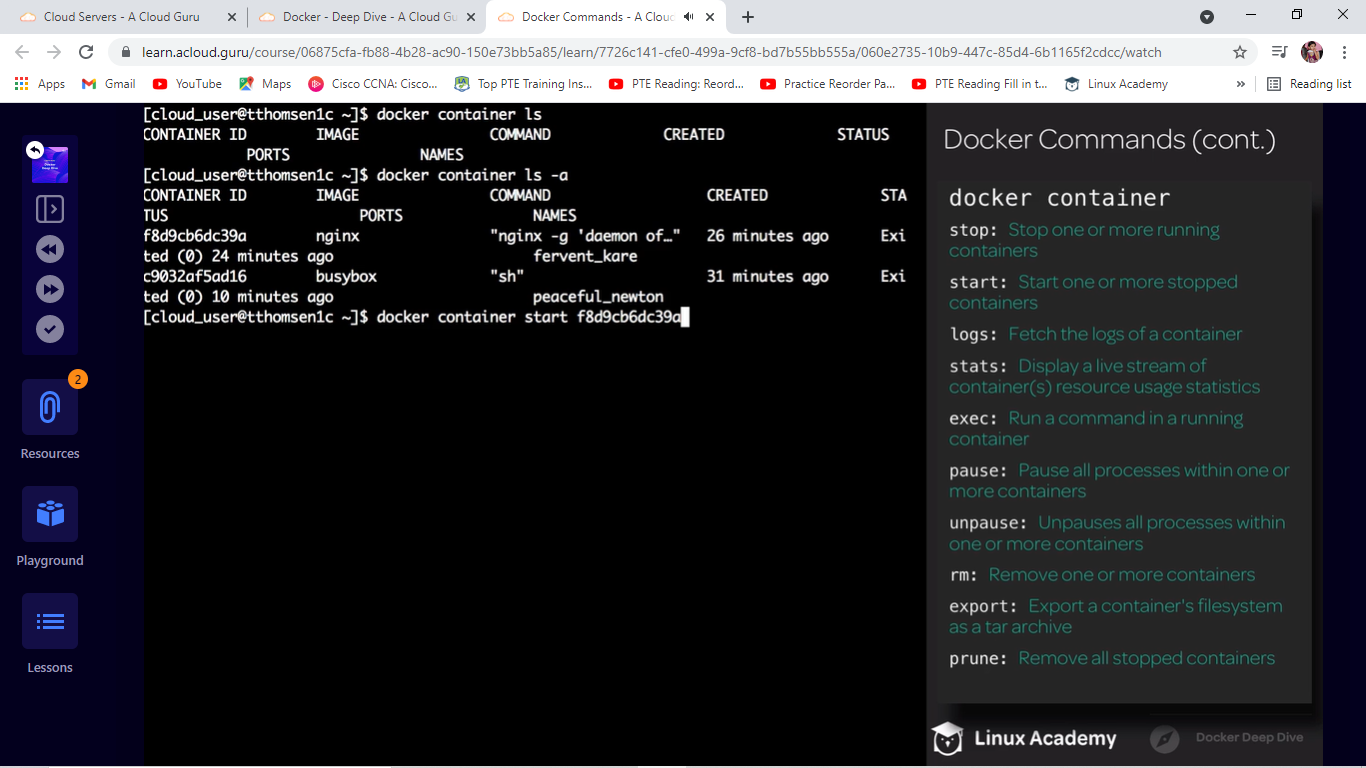 Cloud Servers - A Cloud Guru
Docker - Deep Dive - A Cloud Gu
Docker Commands - A Cloud
learn.acloud.guru/course/06875cfa-fb88-4b28-ac90-150e73bb5a85/learn/7726c141-cfe0-499a-9cf8-bd7b55bb555a/060e2735-10b9-447c-85d4-6b1165f2cdcc/watch
Apps
Gmail
YouTube
Maps
Cisco CCNA: Cisco...
Top PTE Training Ins...
PTE Reading: Reord...
Practice Reorder Pa...
PTE Reading Fill in t...
Linux Academy
»
Reading list
Docker
Deep Dive
2
Resources
Playground
Lessons
[cloud_user@tthomsen1c ~]$ docker container ls
CONTAINER ID IMAGE COMMAND CREATED STATUS
PORTS NAMES
[cloud_user@tthomsen1c ~]$ docker container ls -a
CONTAINER ID IMAGE COMMAND CREATED STA
TUS PORTS NAMES
f8d9cb6dc39a nginx "nginx -g 'daemon of…" 26 minutes ago Exi
ted (0) 24 minutes ago fervent_kare
c9032af5ad16 busybox "sh" 31 minutes ago Exi
ted (0) 10 minutes ago peaceful_newton
[cloud_user@tthomsen1c ~]$ docker container start f8d9cb6dc39a
Docker Commands (cont.)
docker container
stop: Stop one or more running
containers
start: Start one or more stopped
containers
logs: Fetch the logs of a container
stats: Display a live stream of
container(s) resource usage statistics
exec: Run a command in a running
container
pause: Pause all processes within one or
more containers
unpause: Unpauses all processes within
one or more containers
rm: Remove one or more containers
export: Export a container's filesystem
as a tar archive
prune: Remove all stopped containers
Linux Academy
Docker Deep Dive